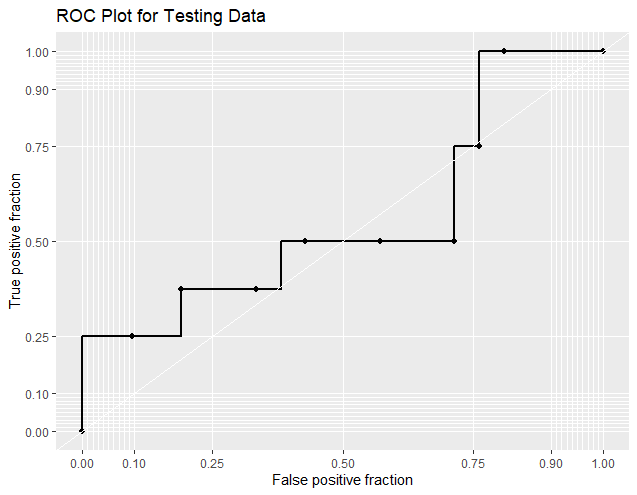 ROC Plot for Testing Data
True positive fraction
1.00
0.90
0.75
0.50
0.25
0.10
0.00
0.00 0.10 0.25 0.50 0.75 0.90 1.00
False positive fraction